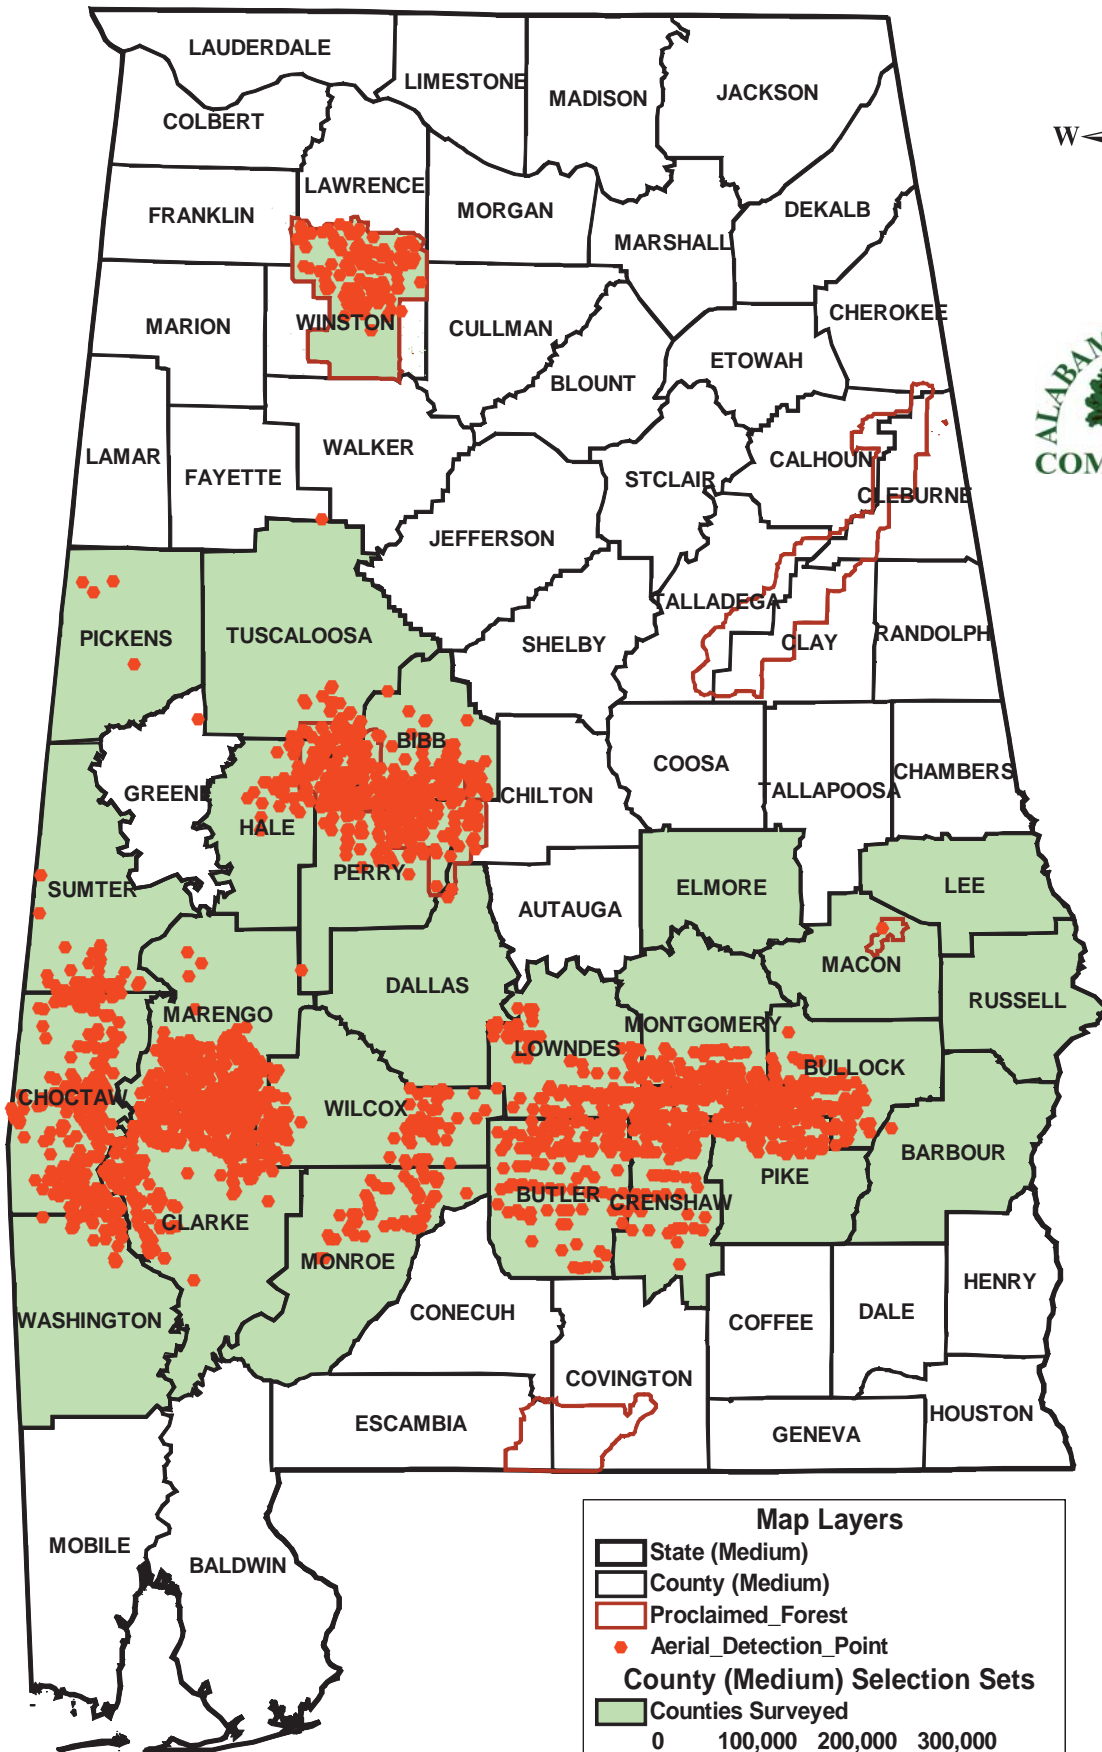 LAUDERDALE
LIMESTONE
MADISON
JACKSON
COLBERT
W
LAWRENCE
FRANKLIN
MORGAN
DEKALB
MARSHALL
CHEROKEE
MARION
WINSTON
CULLMAN
ETOWAH
BLOUNT
ALABAM
COM
WALKER
LAMAR
FAYETTE
STCLAIR
CALHOUN
CLEBURNE
JEFFERSON
TALLADEGA
PICKENS
TUSCALOOSA
SHELBY
CLAY
RANDOLPH
BIBB
COOSA
CHAMBERS
TALLAPOOSA
GREENE
CHILTON
HALE
PERRY
ELMORE
LEE
SUMTER
AUTAUGA
MACON
DALLAS
RUSSELL
MARENGO
MONTGOMERY
LOWNDES
BULLOCK
CHOCTAW
WILCOX
BARBOUR
PIKE
BUTLER
CRENSHAW
CLARKE
MONROE
HENRY
WASHINGTON
CONECUH
COFFEE
DALE
COVINGTON
ESCAMBIA
GENEVA
HOUSTON
MOBILE
BALDWIN
Map Layers
State (Medium)
County (Medium)
Proclaimed_Forest
Aerial_Detection_Point
County (Medium) Selection Sets
Counties Surveyed
0 100,000 200,000 300,000